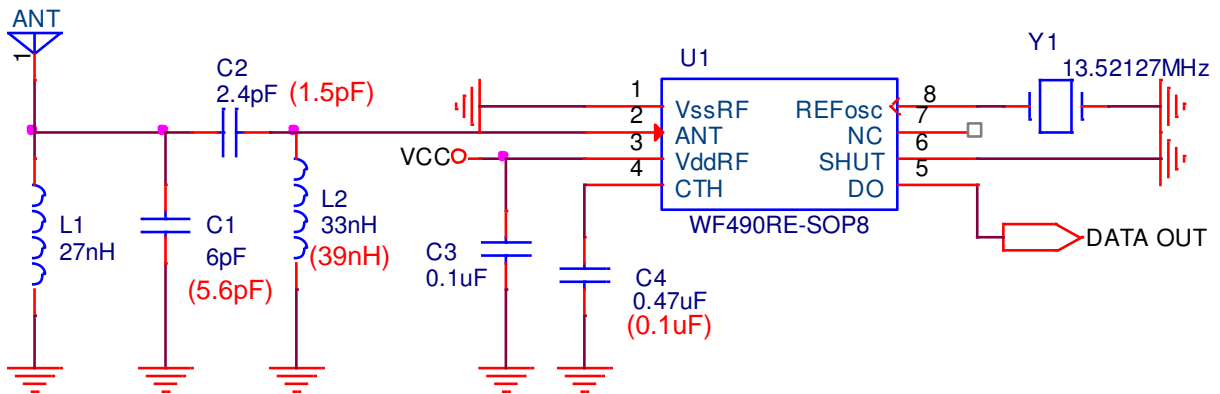 ANT
1
C2
2.4pF (1.5pF)
L1
27nH
C1
6pF
(5.6pF)
L2
33nH
(39nH)
VCC
C3
0.1uF
C4
0.47uF
(0.1uF)
U1
1 VssRF
2 ANT
3 VddRF
4 CTH
REFosc 8
NC 7
SHUT 6
DO 5
WF490RE-SOP8
Y1
13.52127MHz
DATA OUT